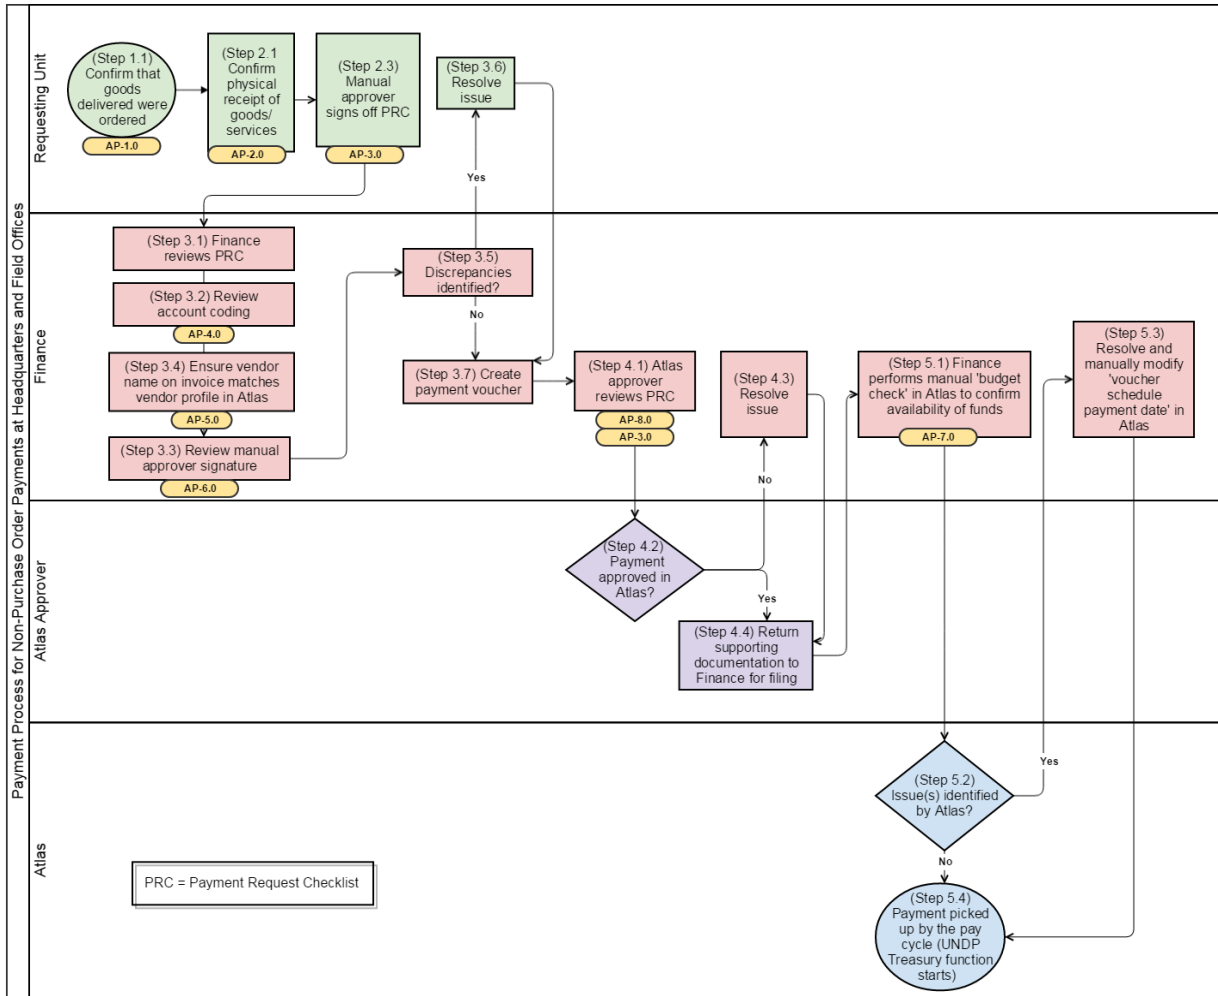 Payment Process for Non-Purchase Order Payments at Headquarters and Field Offices
Requesting Unit
(Step 1.1)
Confirm that
goods
delivered were
ordered
AP-1.0
(Step 2.1
Confirm
physical
receipt of
goods/
services
AP-2.0
(Step 2.3)
Manual
approver
signs off PRC
AP-3.0
(Step 3.6)
Resolve
issue
Yes
Finance
(Step 3.1) Finance
reviews PRC
(Step 3.2) Review
account coding
AP-4.0
(Step 3.4) Ensure vendor
name on invoice matches
vendor profile in Atlas
AP-5.0
(Step 3.3) Review manual
approver signature
AP-6.0
(Step 3.5)
Discrepancies
identified?
No
(Step 3.7) Create
payment voucher
(Step 4.1) Atlas
approver
reviews PRC
AP-8.0
AP-3.0
(Step 4.3)
Resolve
issue
No
(Step 5.1) Finance
performs manual 'budget
check' in Atlas to confirm
availability of funds
AP-7.0
(Step 5.3)
Resolve and
manually modify
'voucher
schedule
payment date' in
Atlas
Atlas Approver
(Step 4.2)
Payment
approved in
Atlas?
Yes
(Step 4.4) Return
supporting
documentation to
Finance for filing
Atlas
(Step 5.2)
Issue(s) identified
by Atlas?
Yes
No
(Step 5.4)
Payment picked
up by the pay
cycle (UNDP
Treasury function
starts)
PRC = Payment Request Checklist